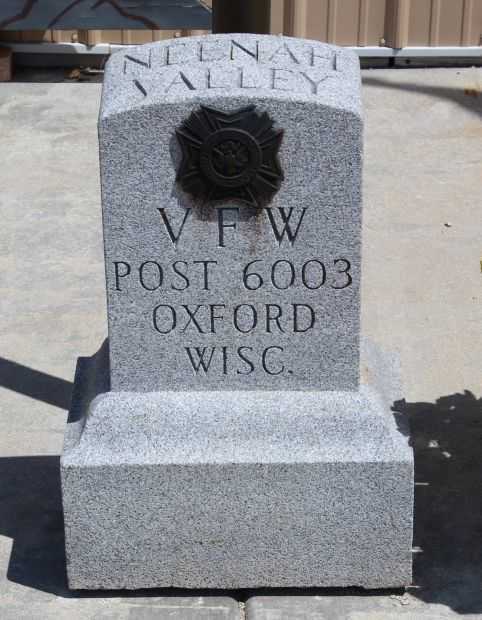 NEENAH
VALLEY
V F W
POST 6003
OXFORD
WISC.